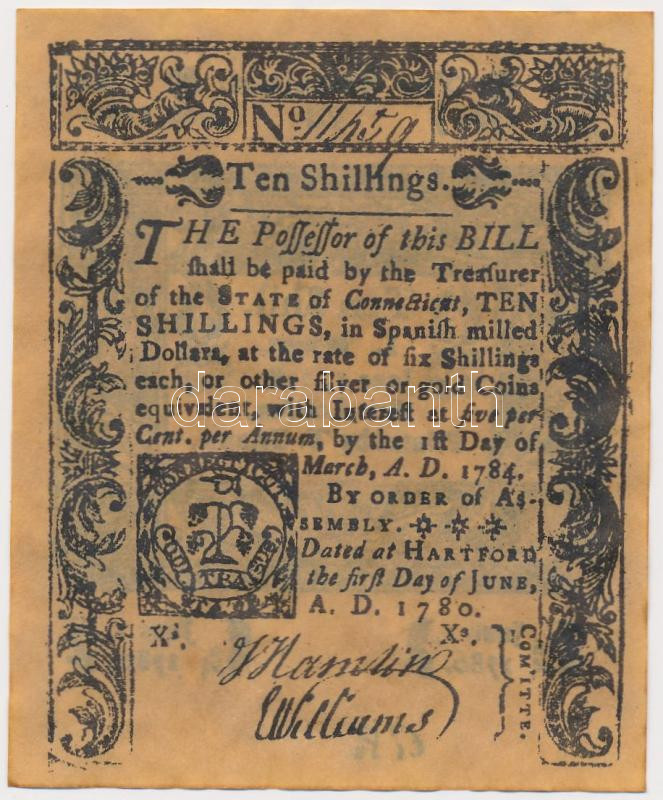 No. 11659
Ten Shillings.
THE Poſſeſſor of this BILL
ſhall be paid by the Treaſurer
of the STATE of Connecticut, TEN
SHILLINGS, in Spanish milled
Dollars, at the rate of ſix Shillings
each, or other ſilver or gold Coins
equivalent, with Intereſt at five per
Cent. per Annum, by the 1ſt Day of
March, A. D. 1784.
BY ORDER of AS-
SEMBLY.
Dated at HARTFORD
the firſt Day of JUNE,
A. D. 1780.
CONNECTICUT.
Xs. Xs.
J Hamlin
WWilliams
COMITTE.
darabanth